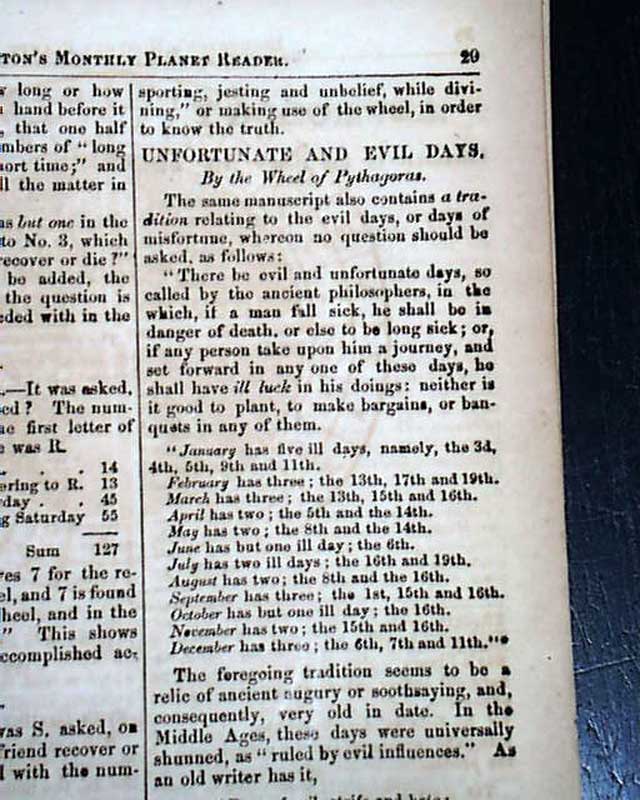 TON'S MONTHLY PLANET READER. 29
long or how
hand before it
, that one half
mbers of "long
ort time;" and
ll the matter in
as but one in the
to No. 3, which
recover or die?"
be added, the
the question is
eded with in the
.—It was asked,
ed? The num-
e first letter of
e was R.
. . . 14
ering to R. 13
day . . 45
g Saturday 55
Sum 127
res 7 for the re-
el, and 7 is found
heel, and in the
" This shows
ccomplished ac-
was S. asked, on
friend recover or
d with the num-
sporting, jesting and unbelief, while divi-
ning," or making use of the wheel, in order
to know the truth.
UNFORTUNATE AND EVIL DAYS.
By the Wheel of Pythagoras.
The same manuscript also contains a tra-
dition relating to the evil days, or days of
misfortune, whereon no question should be
asked, as follows:
"There be evil and unfortunate days, so
called by the ancient philosophers, in the
which, if a man fall sick, he shall be in
danger of death, or else to be long sick; or,
if any person take upon him a journey, and
set forward in any one of these days, he
shall have ill luck in his doings: neither is
it good to plant, to make bargains, or ban-
quets in any of them.
"January has five ill days, namely, the 3d,
4th, 5th, 9th and 11th.
February has three; the 13th, 17th and 19th.
March has three; the 13th, 15th and 16th.
April has two; the 5th and the 14th.
May has two; the 8th and the 14th.
June has but one ill day; the 6th.
July has two ill days; the 16th and 19th.
August has two; the 8th and the 16th.
September has three; the 1st, 15th and 16th.
October has but one ill day; the 16th.
November has two; the 15th and 16th.
December has three; the 6th, 7th and 11th."*
The foregoing tradition seems to be a
relic of ancient augury or soothsaying, and,
consequently, very old in date. In the
Middle Ages, these days were universally
shunned, as "ruled by evil influences." As
an old writer has it,